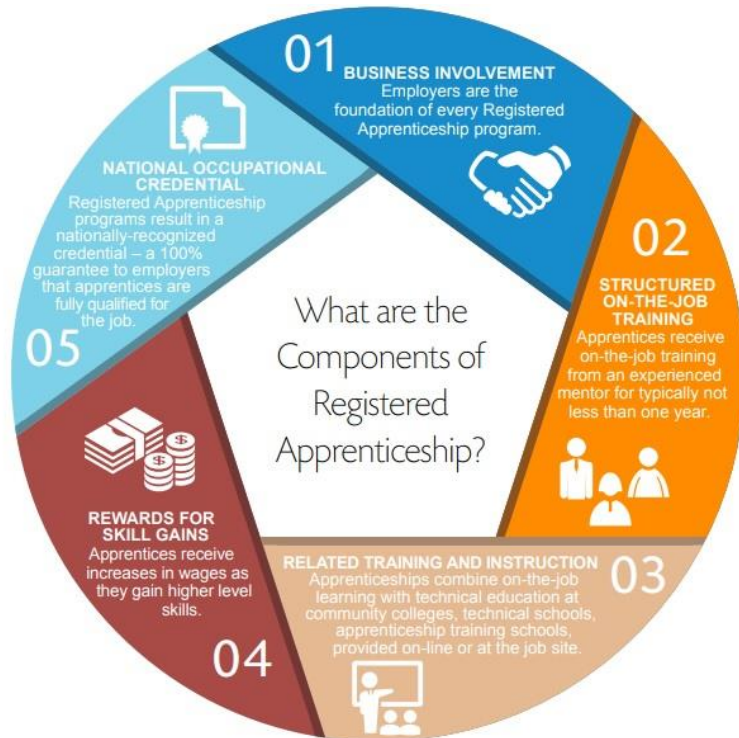 What are the
Components of
Registered
Apprenticeship?
01
BUSINESS INVOLVEMENT
Employers are the
foundation of every Registered
Apprenticeship program.
02
STRUCTURED
ON-THE-JOB
TRAINING
Apprentices receive
on-the-job training
from an experienced
mentor for typically not
less than one year.
03
RELATED TRAINING AND INSTRUCTION
Apprenticeships combine on-the-job
learning with technical education at
community colleges, technical schools,
apprenticeship training schools,
provided on-line or at the job site.
04
REWARDS FOR
SKILL GAINS
Apprentices receive
increases in wages as
they gain higher level
skills.
05
NATIONAL OCCUPATIONAL
CREDENTIAL
Registered Apprenticeship
programs result in a
nationally-recognized
credential – a 100%
guarantee to employers
that apprentices are
fully qualified for
the job.